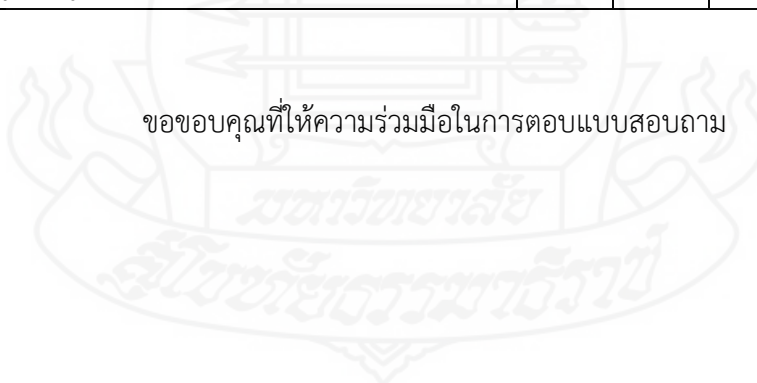 ขอขอบคุณที่ให้ความร่วมมือในการตอบแบบสอบถาม
มหาวิทยาลัย
สุโขทัยธรรมาธิราช